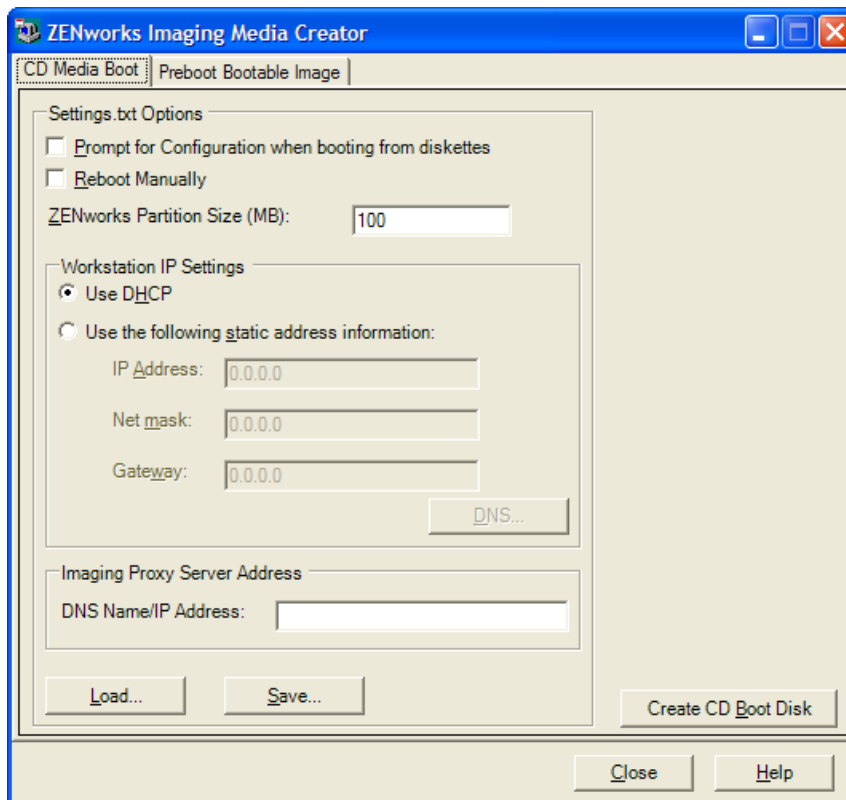 ZENworks Imaging Media Creator
CD Media Boot
Preboot Bootable Image
Settings.txt Options
Prompt for Configuration when booting from diskettes
Reboot Manually
ZENworks Partition Size (MB): 100
Workstation IP Settings
Use DHCP
Use the following static address information:
IP Address: 0.0.0.0
Net mask: 0.0.0.0
Gateway: 0.0.0.0
DNS...
Imaging Proxy Server Address
DNS Name/IP Address:
Load... Save...
Create CD Boot Disk
Close Help